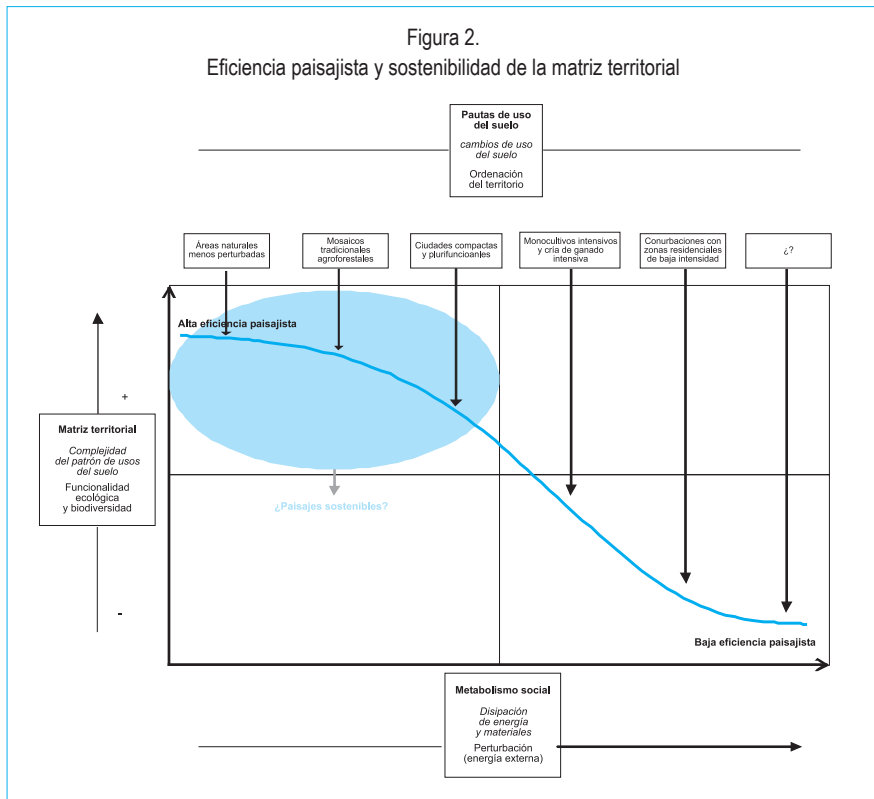 Figura 2.
Eficiencia paisajista y sostenibilidad de la matriz territorial
Pautas de uso
del suelo
cambios de uso
del suelo
Ordenación
del territorio
Áreas naturales
menos perturbadas
Mosaicos
tradicionales
agroforestales
Ciudades compactas
y plurifuncioanles
Monocultivos intensivos
y cría de ganado
intensiva
Conurbaciones con
zonas residenciales
de baja intensidad
¿?
Alta eficiencia paisajista
+
Matriz territorial
Complejidad
del patrón de usos
del suelo
Funcionalidad
ecológica
y biodiversidad
-
¿Paisajes sostenibles?
Baja eficiencia paisajista
Metabolismo social
Disipación
de energía
y materiales
Perturbación
(energía externa)